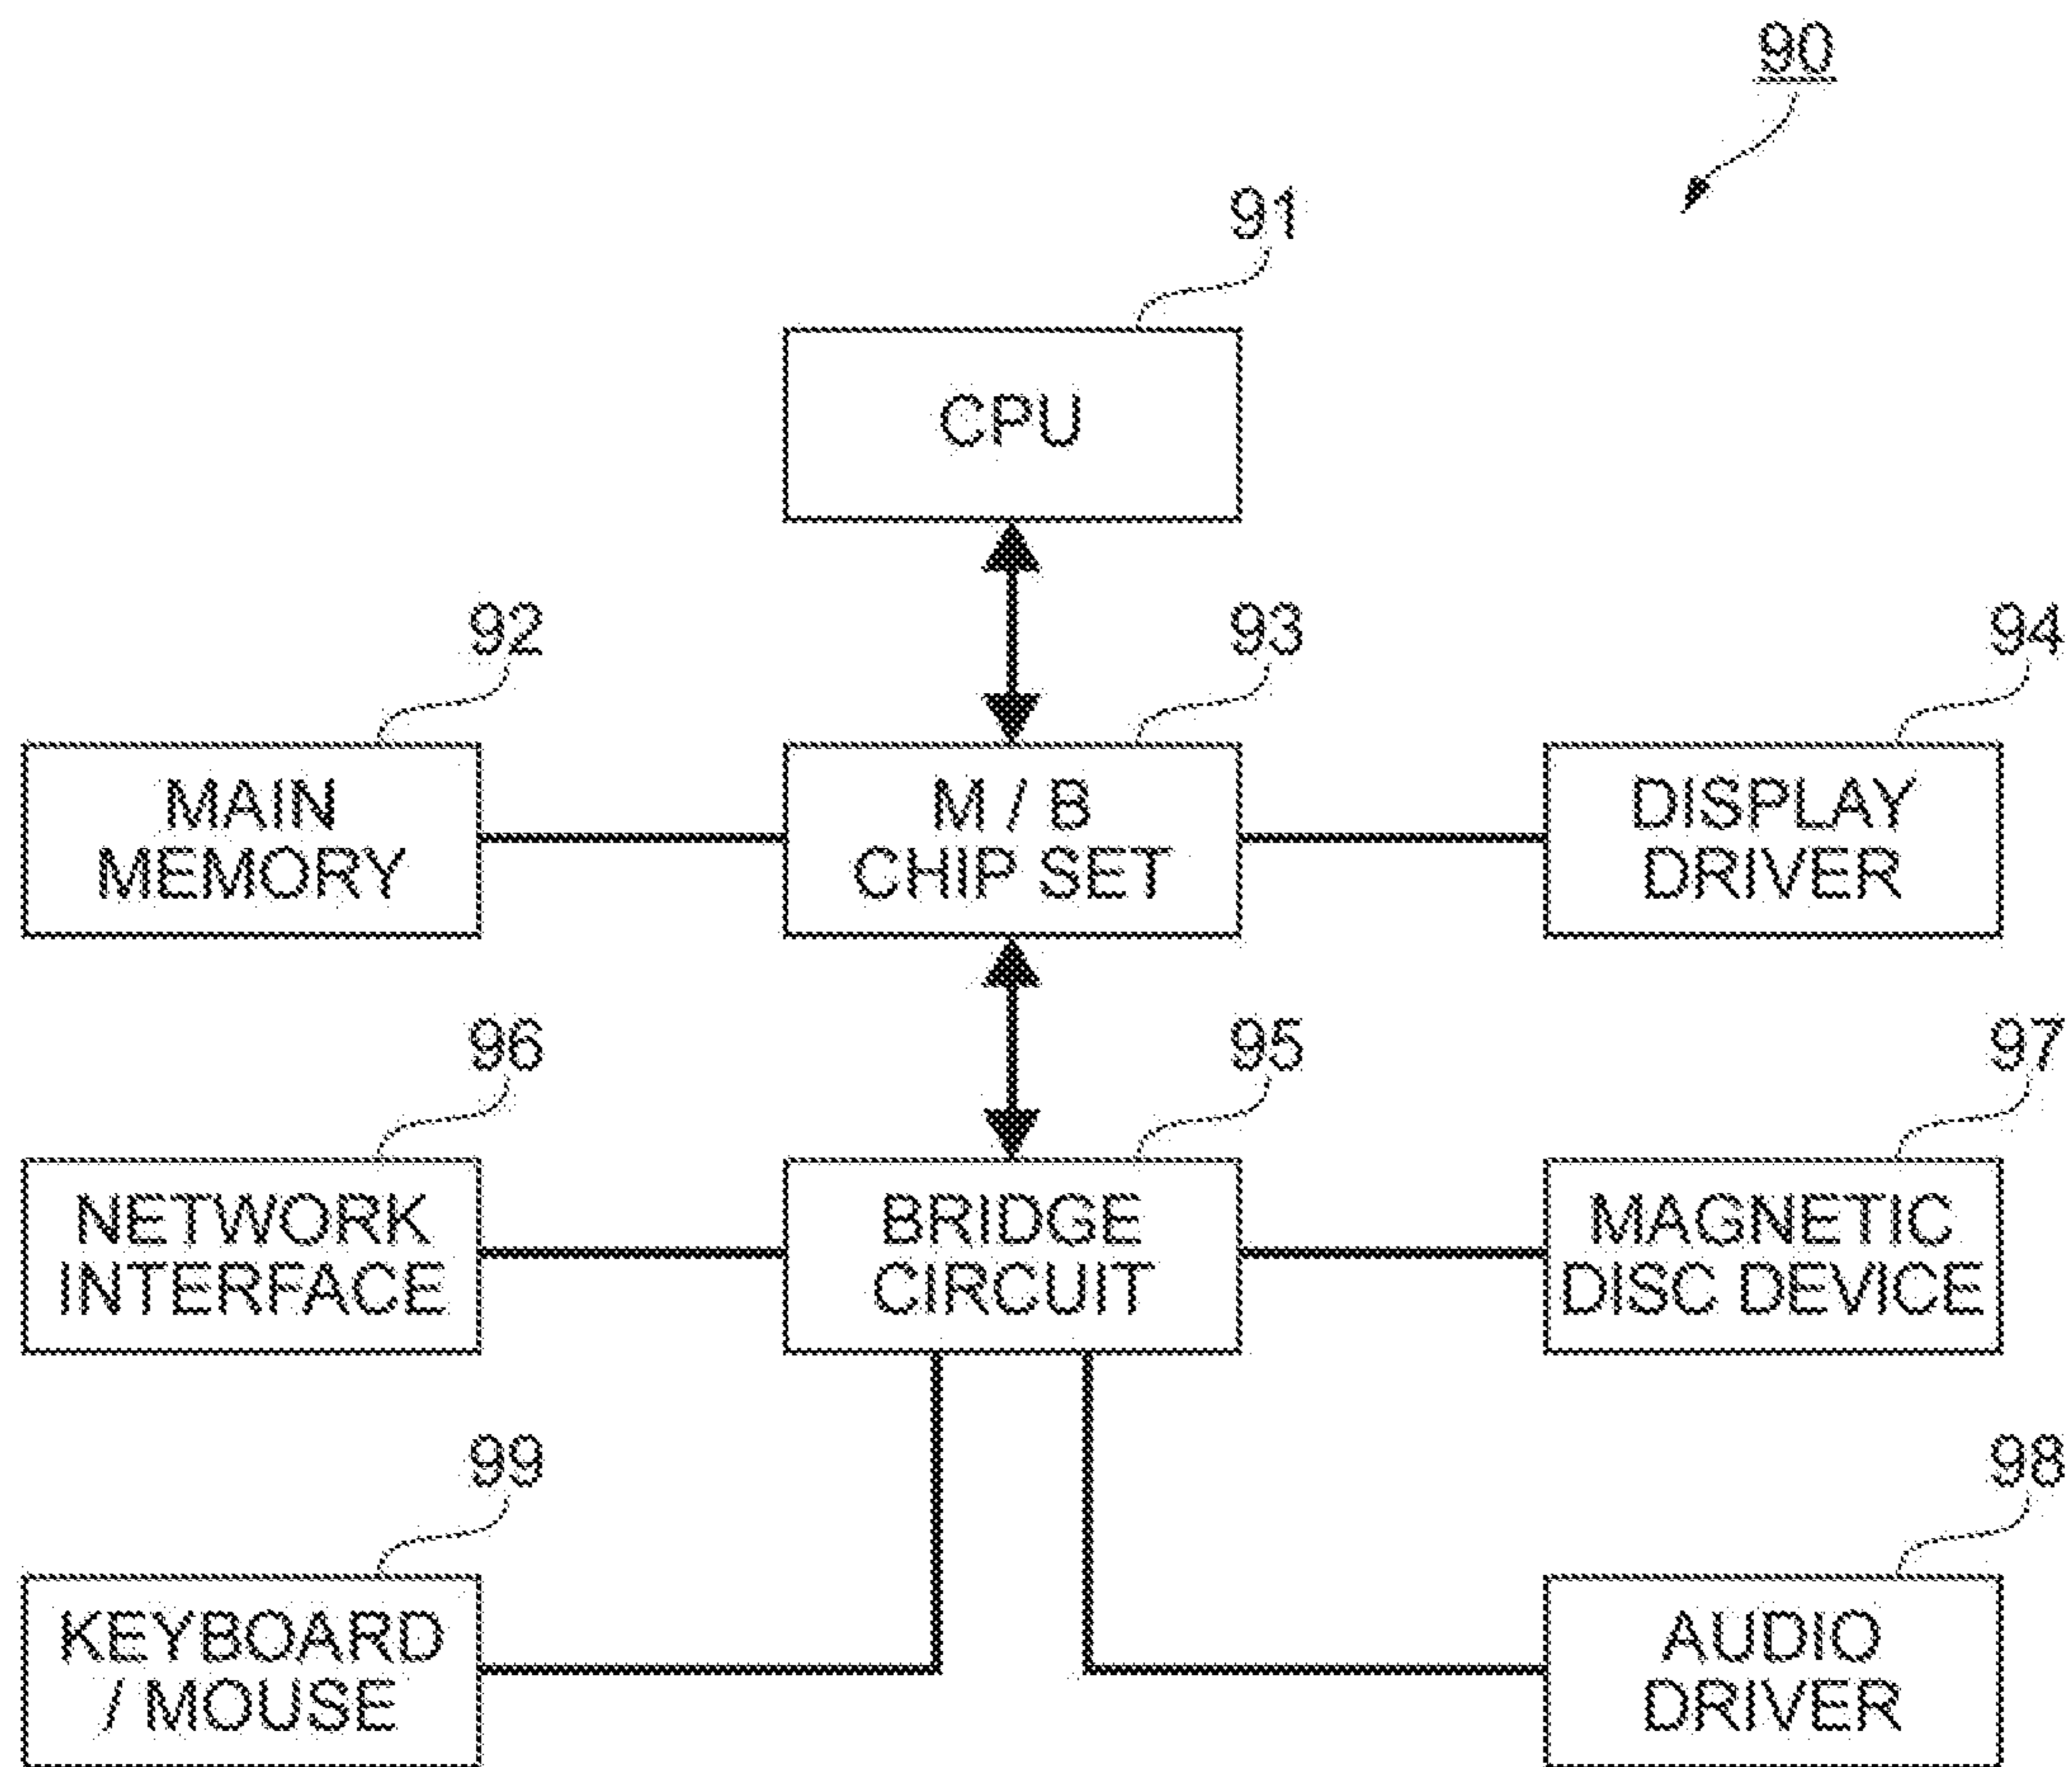 90
91
CPU
92
93
94
MAIN
MEMORY
M / B
CHIP SET
DISPLAY
DRIVER
96
95
97
NETWORK
INTERFACE
BRIDGE
CIRCUIT
MAGNETIC
DISC DEVICE
99
98
KEYBOARD
/ MOUSE
AUDIO
DRIVER